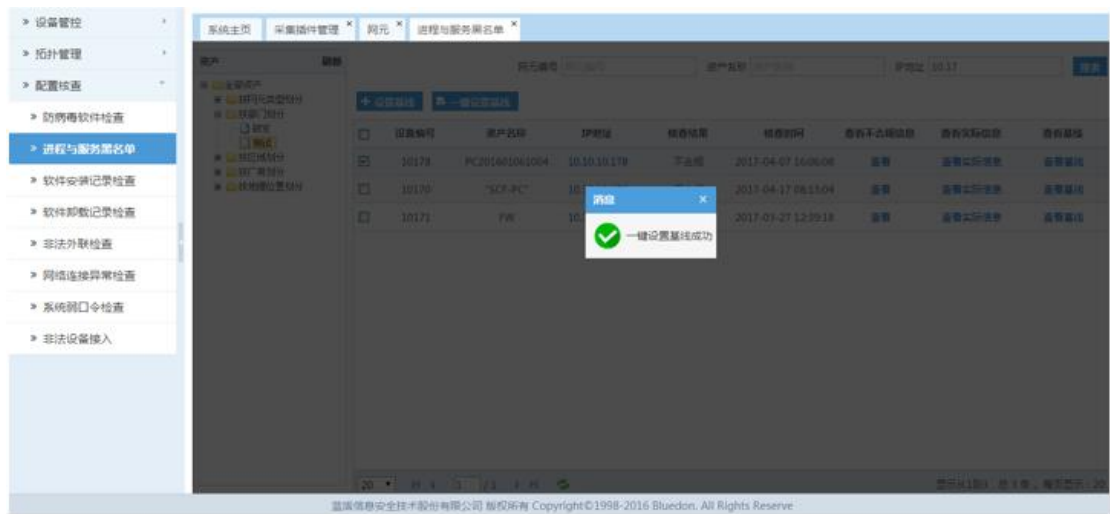 » 设备管控
» 拓扑管理
» 配置核查
» 防病毒软件检查
» 进程与服务黑名单
» 软件安装记录检查
» 软件卸载记录检查
» 非法外联检查
» 网络连接异常检查
» 系统弱口令检查
» 非法设备接入
系统主页 采集插件管理 × 网元 × 进程与服务黑名单 ×
资产 刷新
全部资产
按网元类型划分
按部门划分
测试
按区域划分
按厂商划分
按地理位置划分
网元编号 资产名称 IP地址 10.17 搜索
+ 设置基线 一键设置基线
设备编号 资产名称 IP地址 核查结果 核查时间 查看不合规信息 查看实际信息 查看基线
10178 PC201601061004 10.10.10.178 不合规 2017-04-07 16:06:06 查看 查看实际信息 查看基线
10170 "SCF-PC" 10. 2017-04-17 08:15:04 查看 查看实际信息 查看基线
10171 FW 10. 2017-03-27 12:39:18 查看 查看实际信息 查看基线
消息 ×
一键设置基线成功
20
蓝盾信息安全技术股份有限公司 版权所有 Copyright©1998-2016 Bluedon. All Rights Reserve